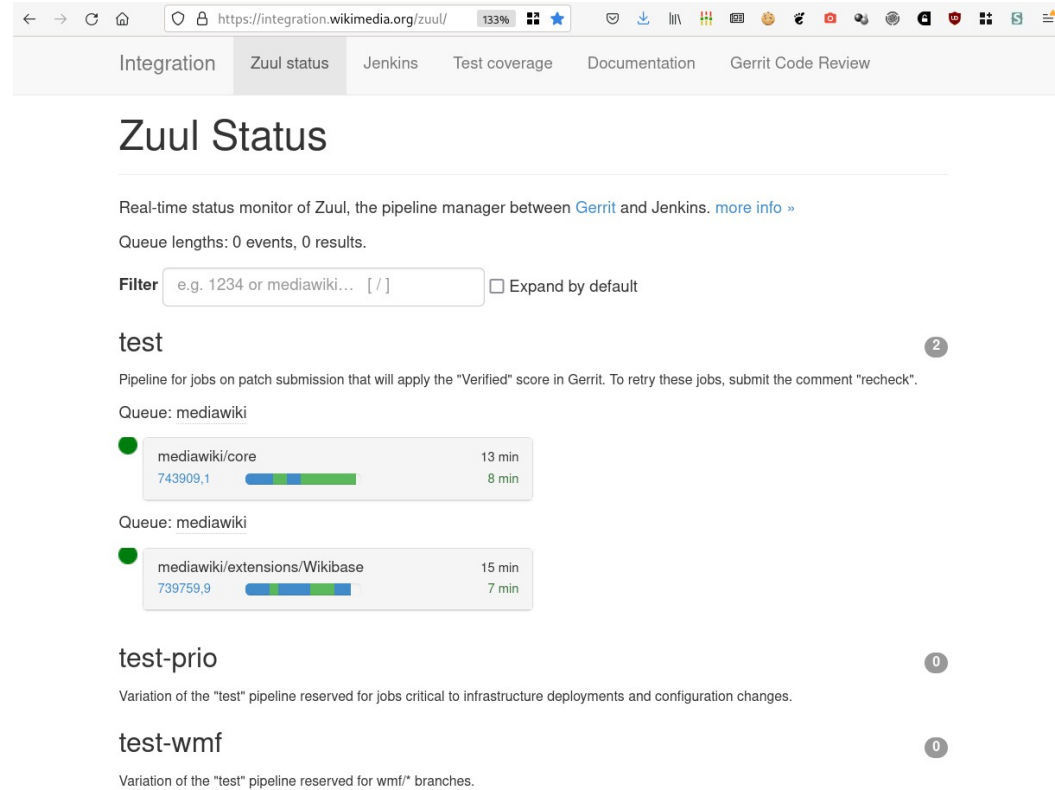 https://integration.wikimedia.org/zuul/ 133%
Integration Zuul status Jenkins Test coverage Documentation Gerrit Code Review
Zuul Status
Real-time status monitor of Zuul, the pipeline manager between Gerrit and Jenkins. more info »
Queue lengths: 0 events, 0 results.
Filter e.g. 1234 or mediawiki… [ / ] Expand by default
test 2
Pipeline for jobs on patch submission that will apply the "Verified" score in Gerrit. To retry these jobs, submit the comment "recheck".
Queue: mediawiki
mediawiki/core 13 min
743909,1 8 min
Queue: mediawiki
mediawiki/extensions/Wikibase 15 min
739759,9 7 min
test-prio 0
Variation of the "test" pipeline reserved for jobs critical to infrastructure deployments and configuration changes.
test-wmf 0
Variation of the "test" pipeline reserved for wmf/* branches.